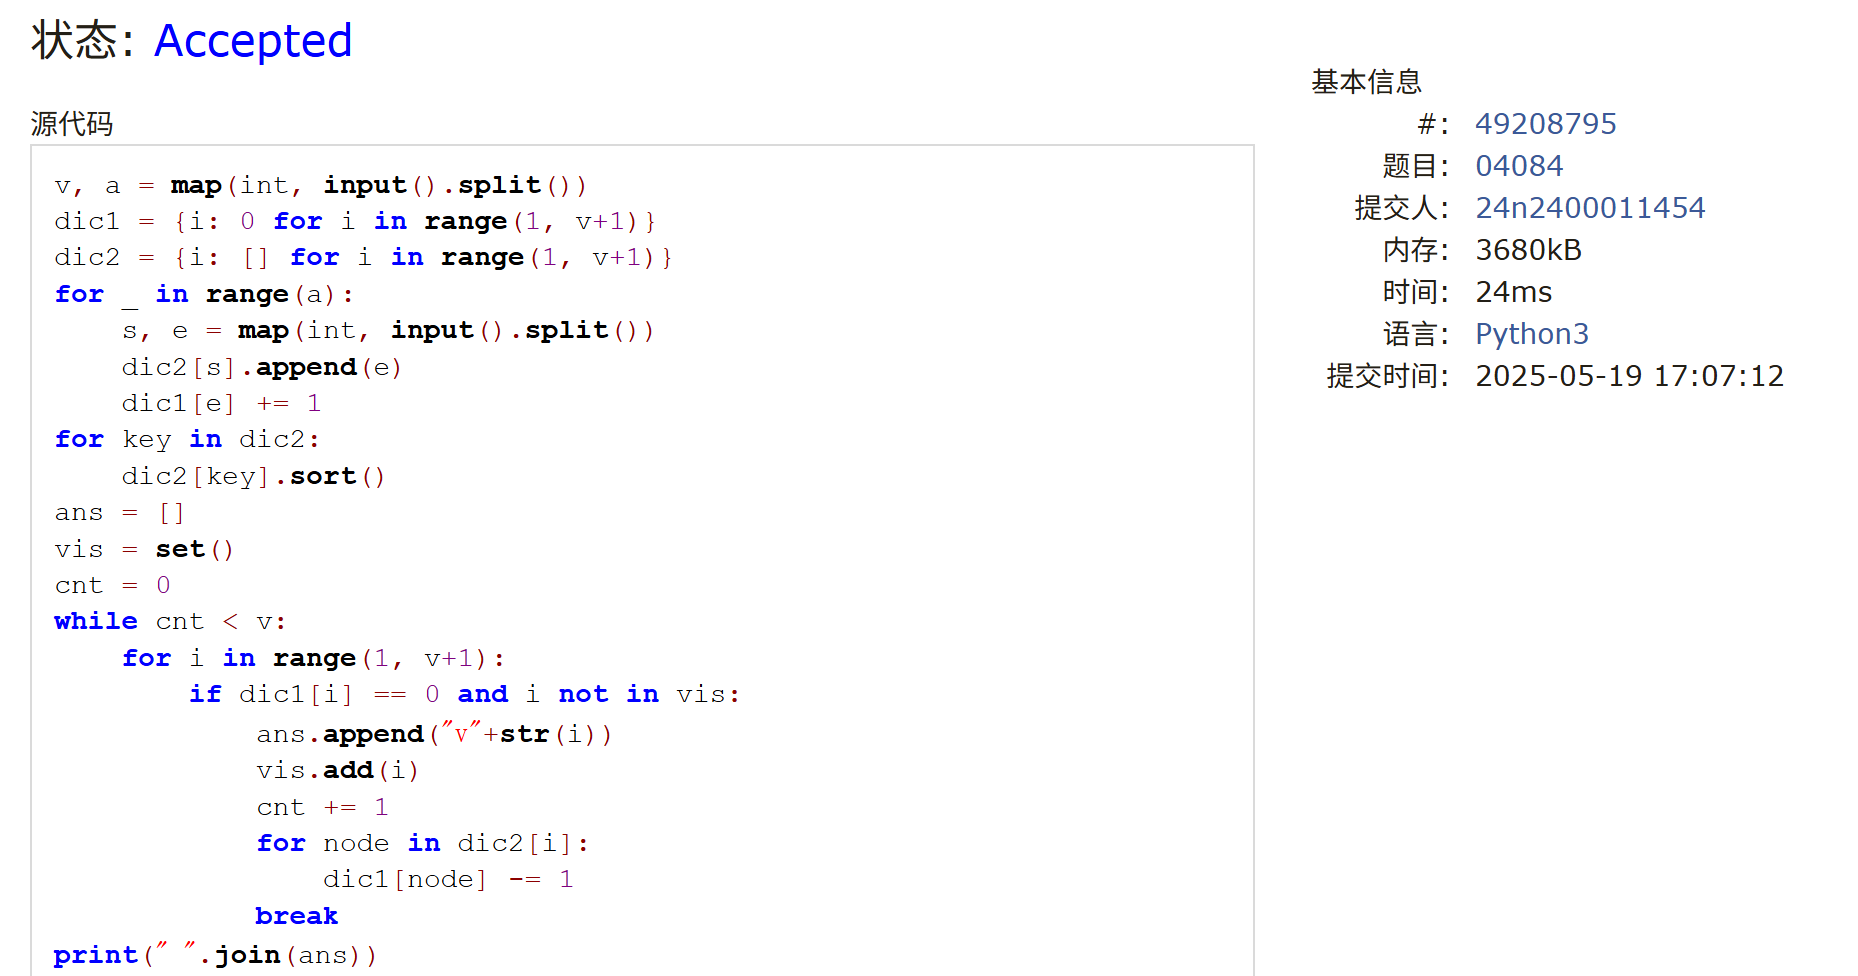 状态: Accepted
源代码
v, a = map(int, input().split())
dic1 = {i: 0 for i in range(1, v+1)}
dic2 = {i: [] for i in range(1, v+1)}
for _ in range(a):
    s, e = map(int, input().split())
    dic2[s].append(e)
    dic1[e] += 1
for key in dic2:
    dic2[key].sort()
ans = []
vis = set()
cnt = 0
while cnt < v:
    for i in range(1, v+1):
        if dic1[i] == 0 and i not in vis:
            ans.append("v"+str(i))
            vis.add(i)
            cnt += 1
            for node in dic2[i]:
                dic1[node] -= 1
            break
print(" ".join(ans))
基本信息
#: 49208795
题目: 04084
提交人: 24n2400011454
内存: 3680kB
时间: 24ms
语言: Python3
提交时间: 2025-05-19 17:07:12